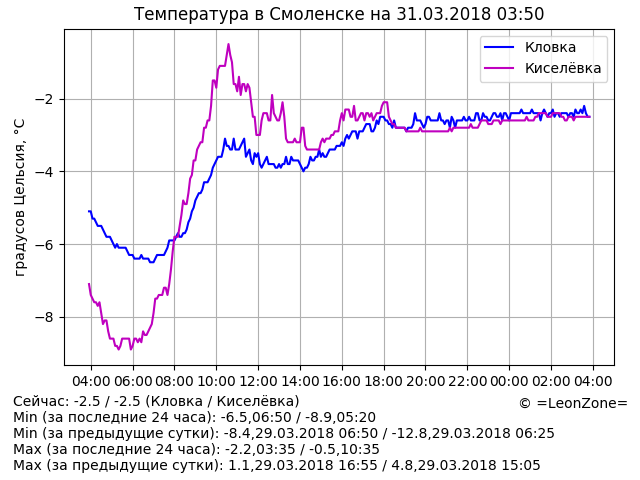 Температура в Смоленске на 31.03.2018 03:50
Кловка
Киселёвка
градусов Цельсия, °C
−2
−4
−6
−8
04:00 06:00 08:00 10:00 12:00 14:00 16:00 18:00 20:00 22:00 00:00 02:00 04:00
Сейчас: -2.5 / -2.5 (Кловка / Киселёвка)
© =LeonZone=
Min (за последние 24 часа): -6.5,06:50 / -8.9,05:20
Min (за предыдущие сутки): -8.4,29.03.2018 06:50 / -12.8,29.03.2018 06:25
Max (за последние 24 часа): -2.2,03:35 / -0.5,10:35
Max (за предыдущие сутки): 1.1,29.03.2018 16:55 / 4.8,29.03.2018 15:05